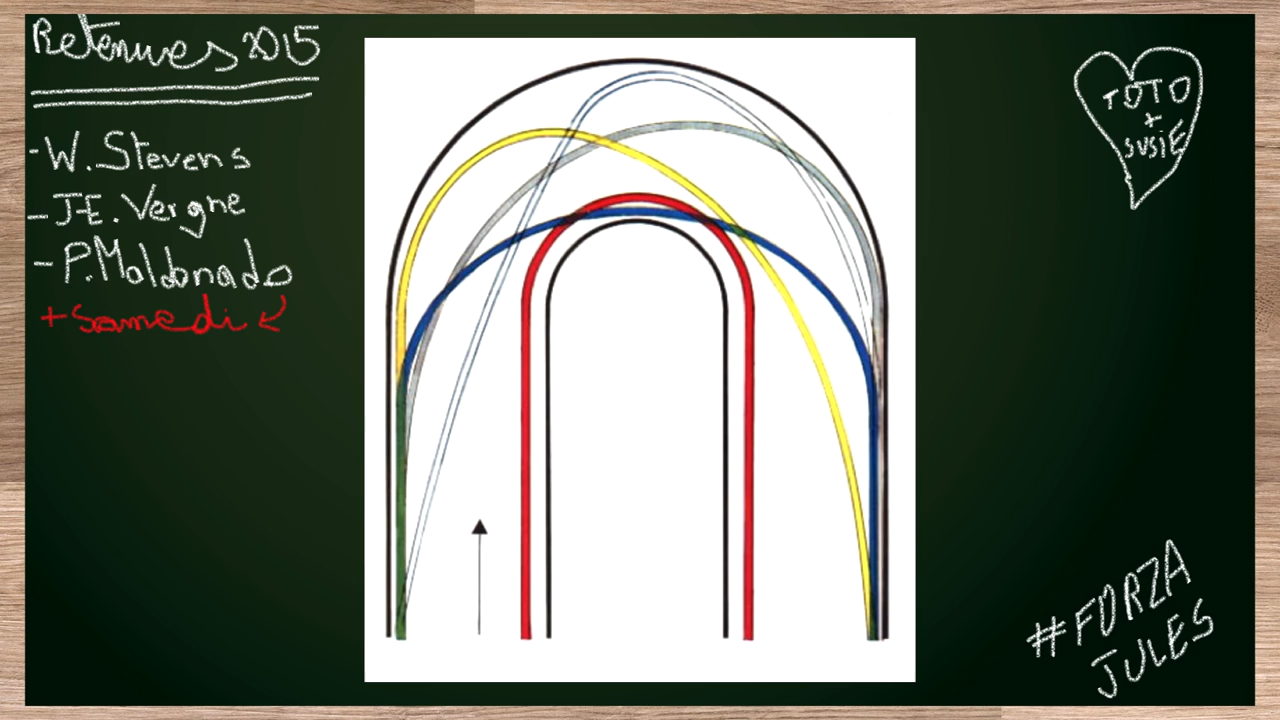 Retenues 2015
- W. Stevens
- J-E. Vergne
- P. Maldonado
+ samedi
TOTO
+
SUSIE
#FORZA
JULES